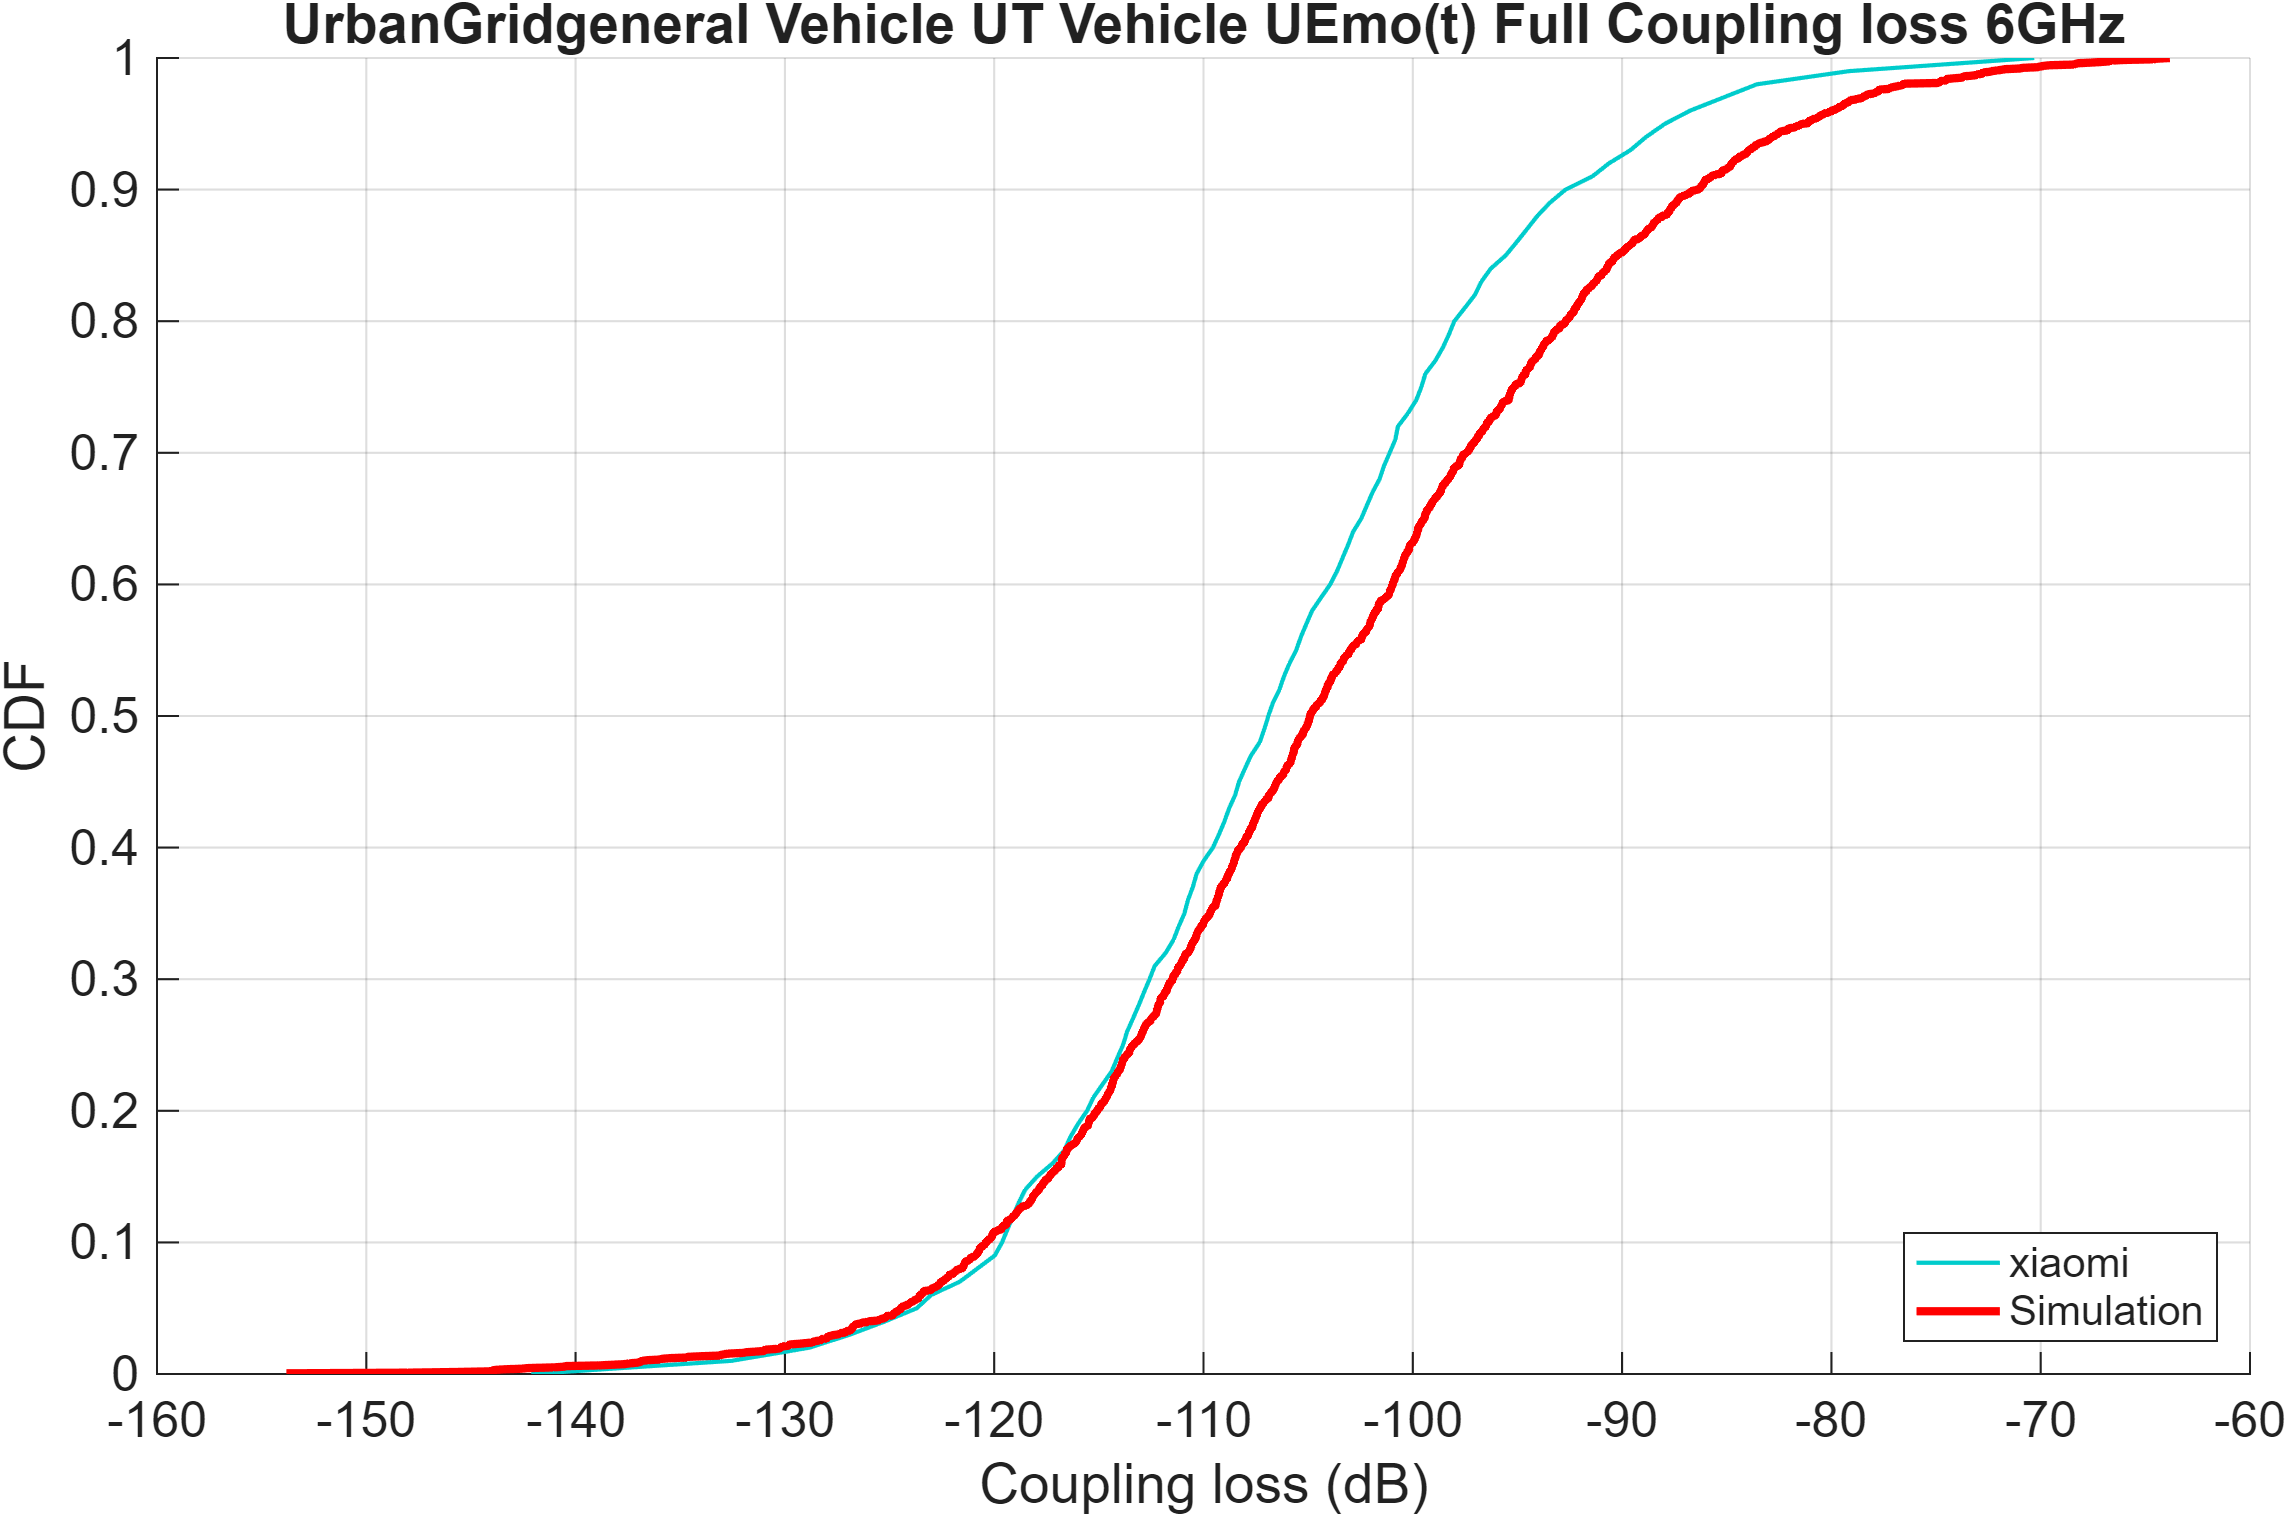 UrbanGridgeneral Vehicle UT Vehicle UEmo(t) Full Coupling loss 6GHz
1
0.9
0.8
0.7
0.6
0.5
0.4
0.3
0.2
0.1
0
CDF
-160 -150 -140 -130 -120 -110 -100 -90 -80 -70 -60
Coupling loss (dB)
xiaomi
Simulation